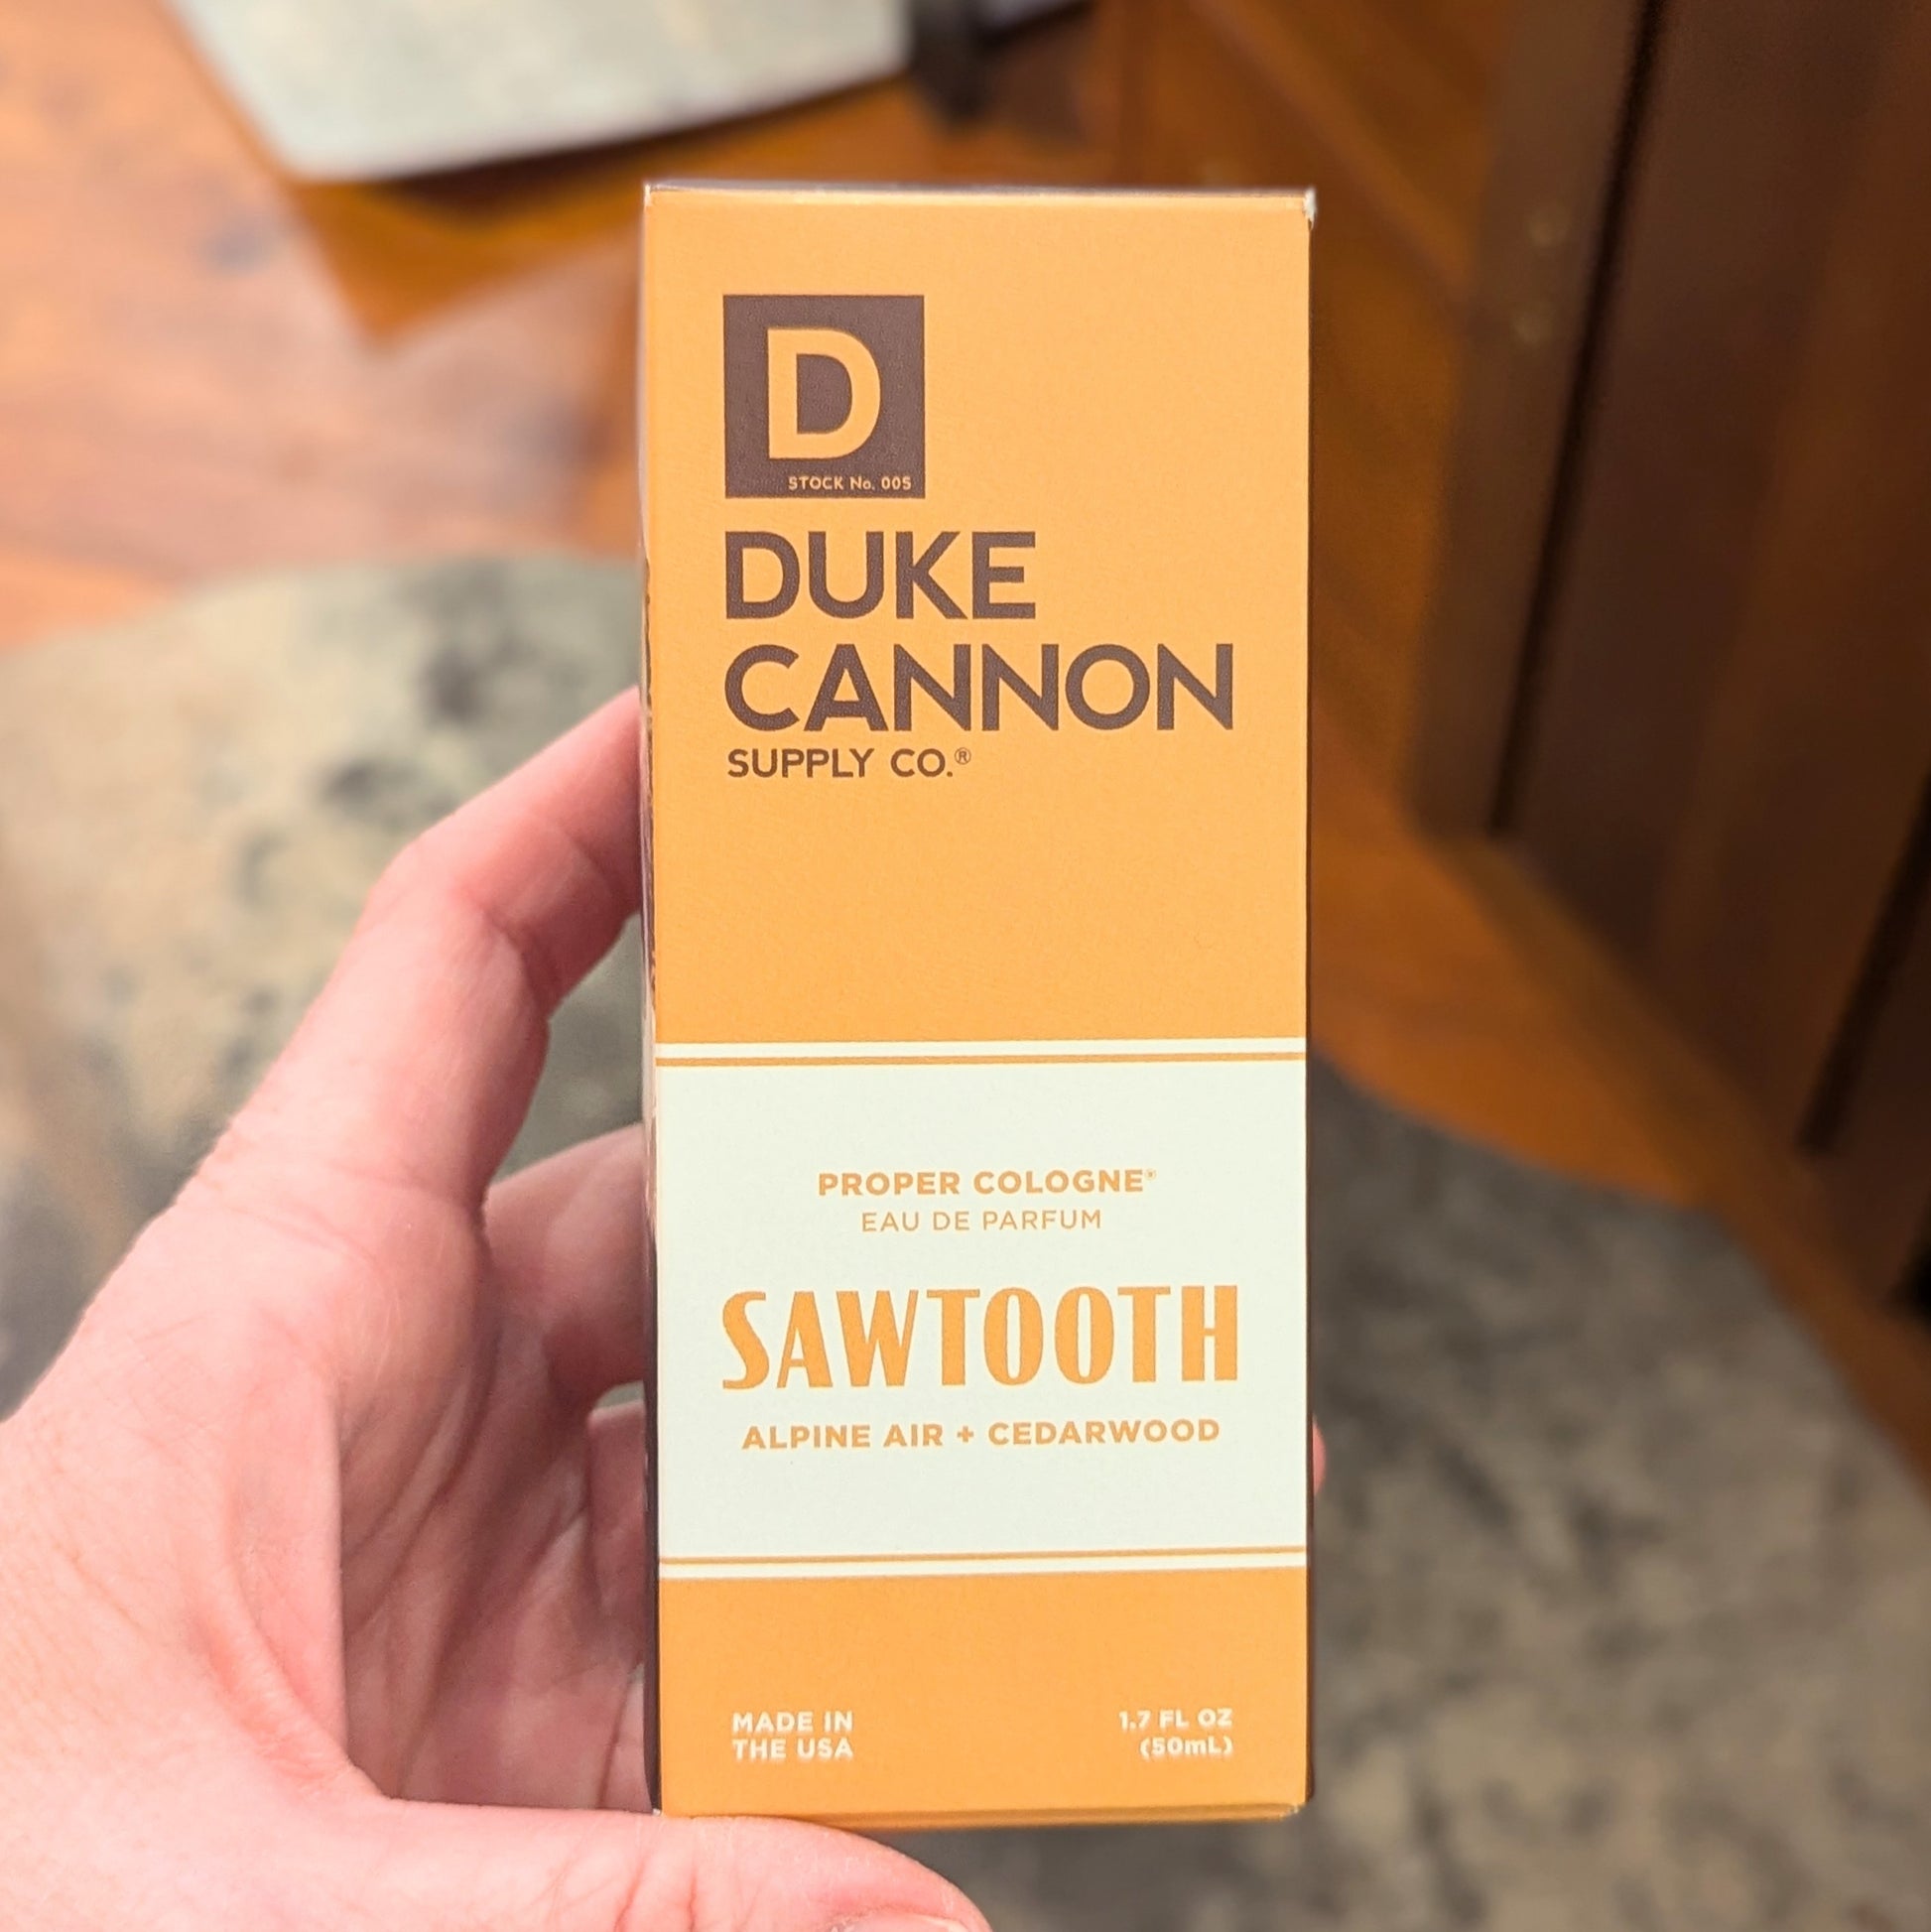 D
STOCK No. 005
DUKE
CANNON
SUPPLY CO.®
PROPER COLOGNE®
EAU DE PARFUM
SAWTOOTH
ALPINE AIR + CEDARWOOD
MADE IN
THE USA
1.7 FL OZ
(50mL)